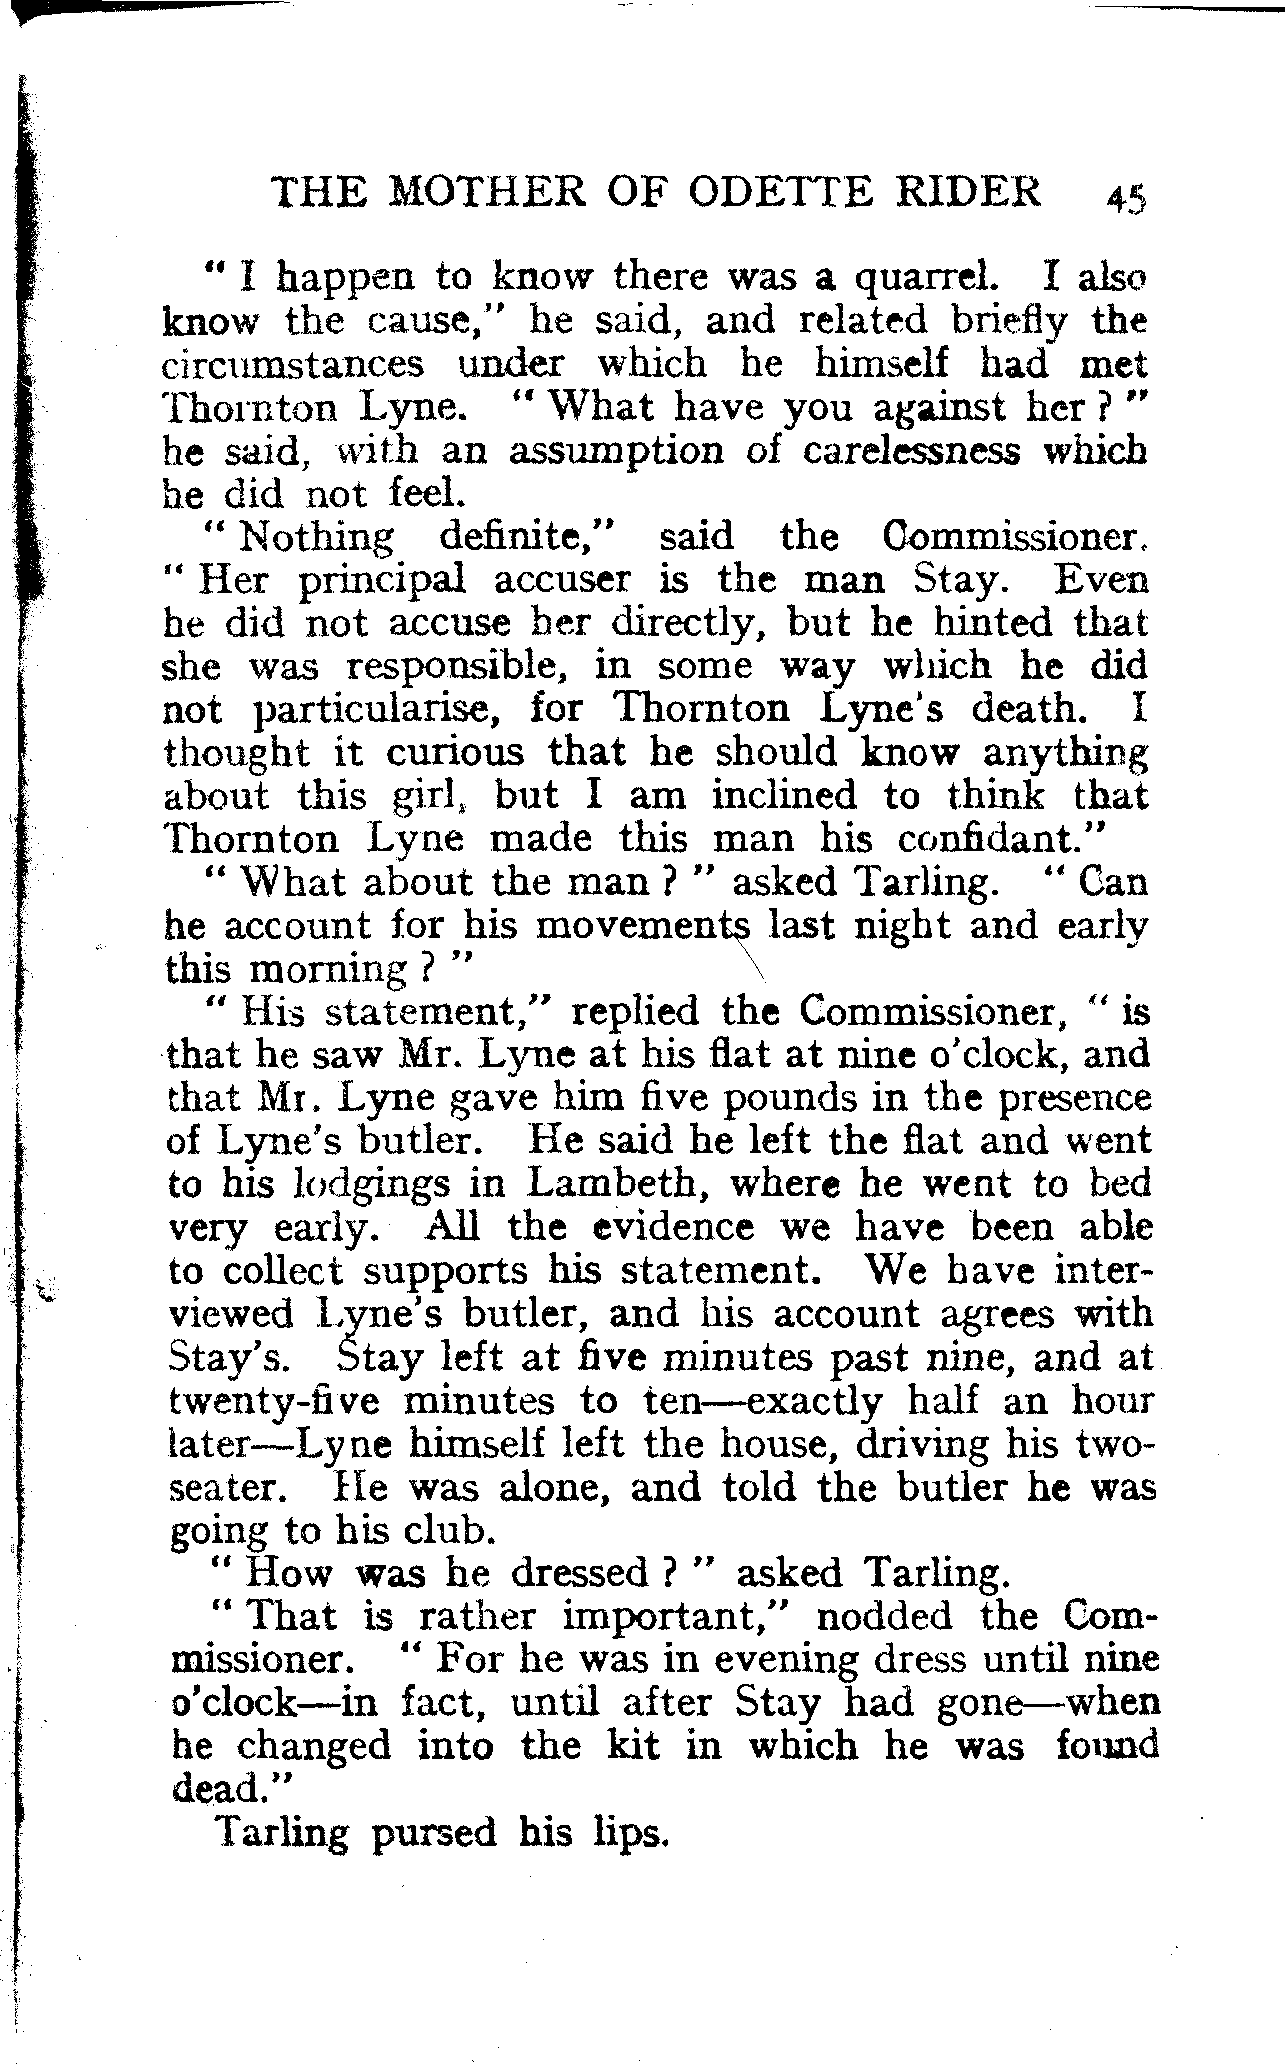 THE MOTHER OF ODETTE RIDER 45
" I happen to know there was a quarrel. I also
know the cause," he said, and related briefly the
circumstances under which he himself had met
Thornton Lyne. " What have you against her ? "
he said, with an assumption of carelessness which
he did not feel.
" Nothing definite," said the Commissioner.
" Her principal accuser is the man Stay. Even
he did not accuse her directly, but he hinted that
she was responsible, in some way which he did
not particularise, for Thornton Lyne's death. I
thought it curious that he should know anything
about this girl, but I am inclined to think that
Thornton Lyne made this man his confidant."
" What about the man ? " asked Tarling. " Can
he account for his movements last night and early
this morning ? "
" His statement," replied the Commissioner, " is
that he saw Mr. Lyne at his flat at nine o'clock, and
that Mr. Lyne gave him five pounds in the presence
of Lyne's butler. He said he left the flat and went
to his lodgings in Lambeth, where he went to bed
very early. All the evidence we have been able
to collect supports his statement. We have inter-
viewed Lyne's butler, and his account agrees with
Stay's. Stay left at five minutes past nine, and at
twenty-five minutes to ten—exactly half an hour
later—Lyne himself left the house, driving his two-
seater. He was alone, and told the butler he was
going to his club.
" How was he dressed ? " asked Tarling.
" That is rather important," nodded the Com-
missioner. " For he was in evening dress until nine
o'clock—in fact, until after Stay had gone—when
he changed into the kit in which he was found
dead."
Tarling pursed his lips.